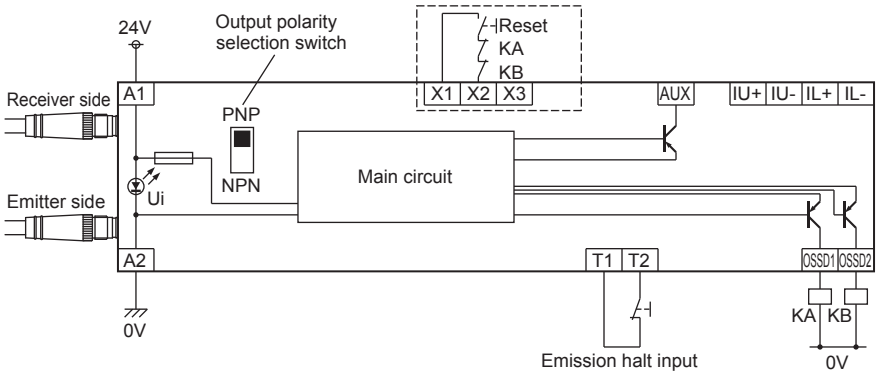 24V
Output polarity
selection switch
Reset
KA
KB
A1
X1 X2 X3
AUX
IU+ IU- IL+ IL-
Receiver side
PNP
NPN
Main circuit
Ui
Emitter side
A2
T1 T2
OSSD1 OSSD2
0V
KA KB
Emission halt input
0V